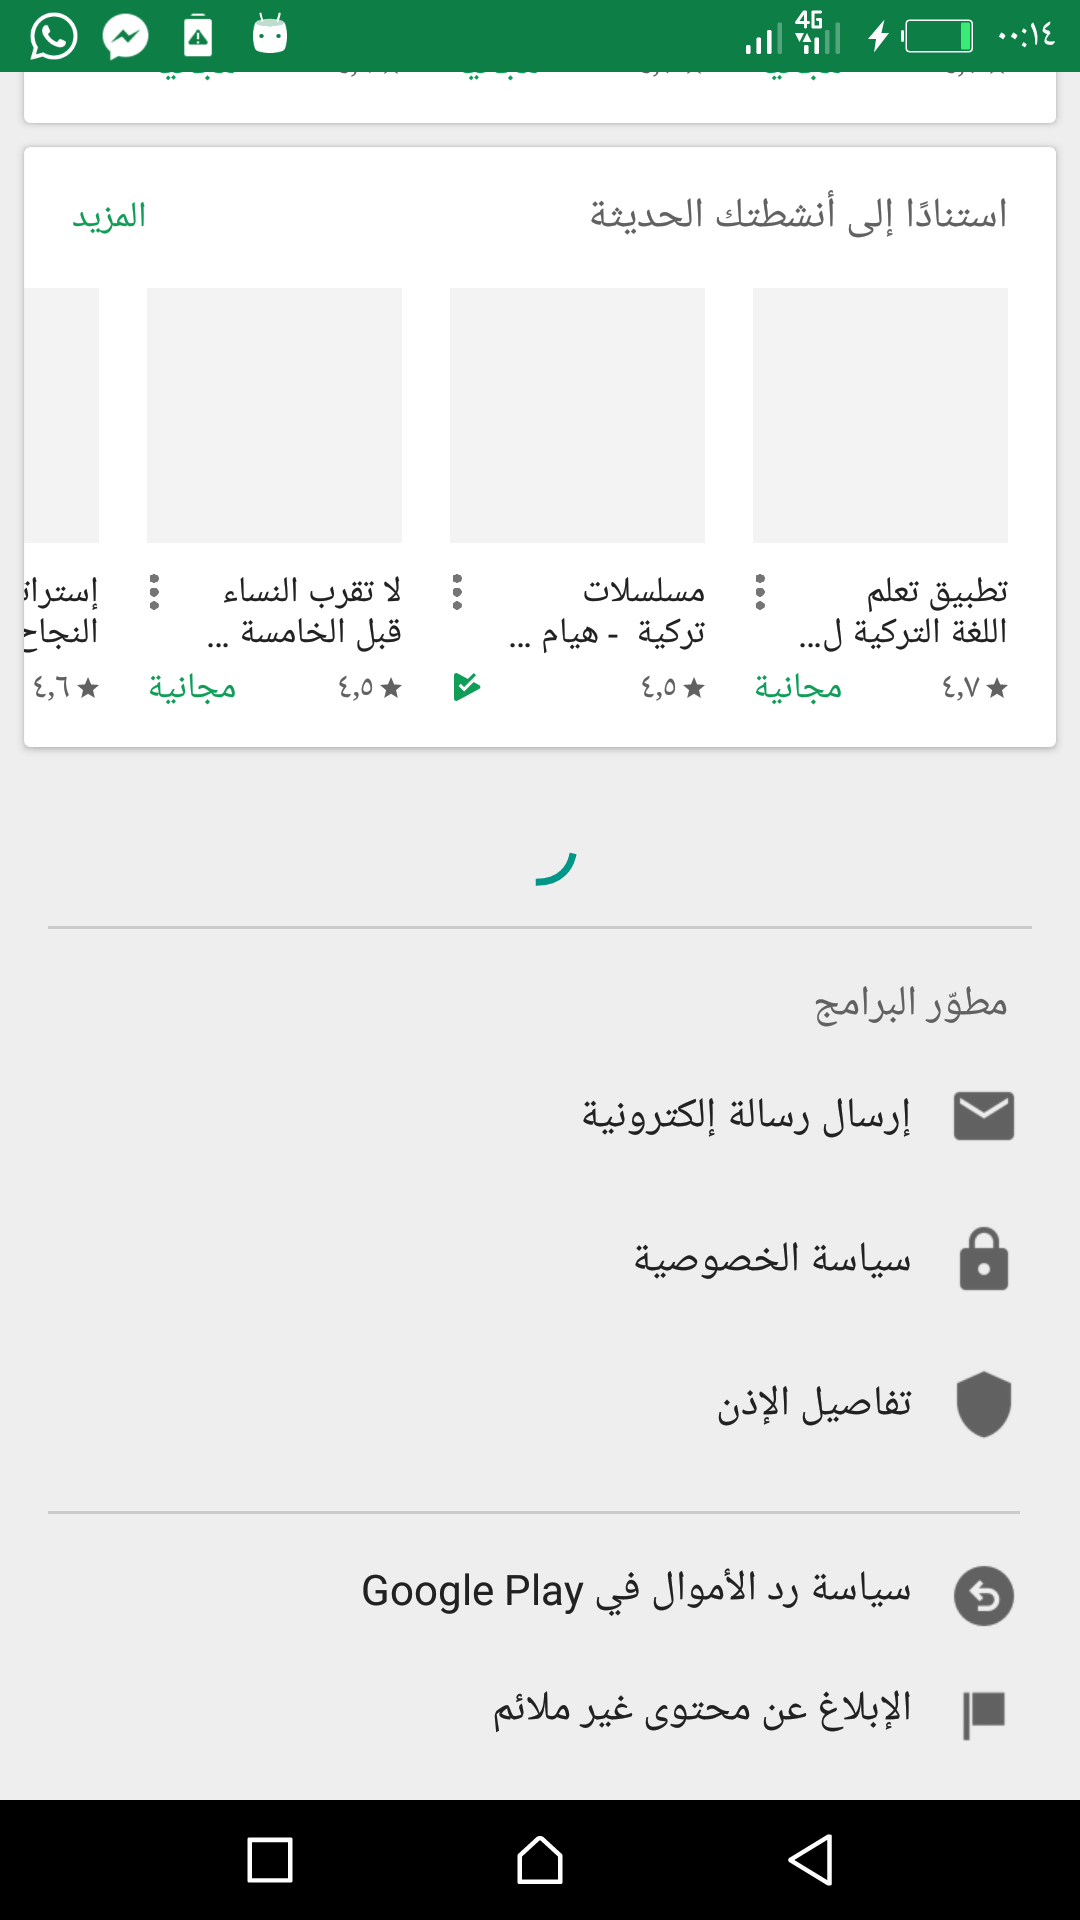 4G
٠٠:١٤
استنادًا إلى أنشطتك الحديثة
المزيد
تطبيق تعلم
اللغة التركية ل...
٤,٧
مجانية
مسلسلات
تركية - هيام ...
٤,٥
لا تقرب النساء
قبل الخامسة ...
٤,٥
مجانية
النجاح
٤,٦
مطوّر البرامج
إرسال رسالة إلكترونية
سياسة الخصوصية
تفاصيل الإذن
سياسة رد الأموال في Google Play
الإبلاغ عن محتوى غير ملائم